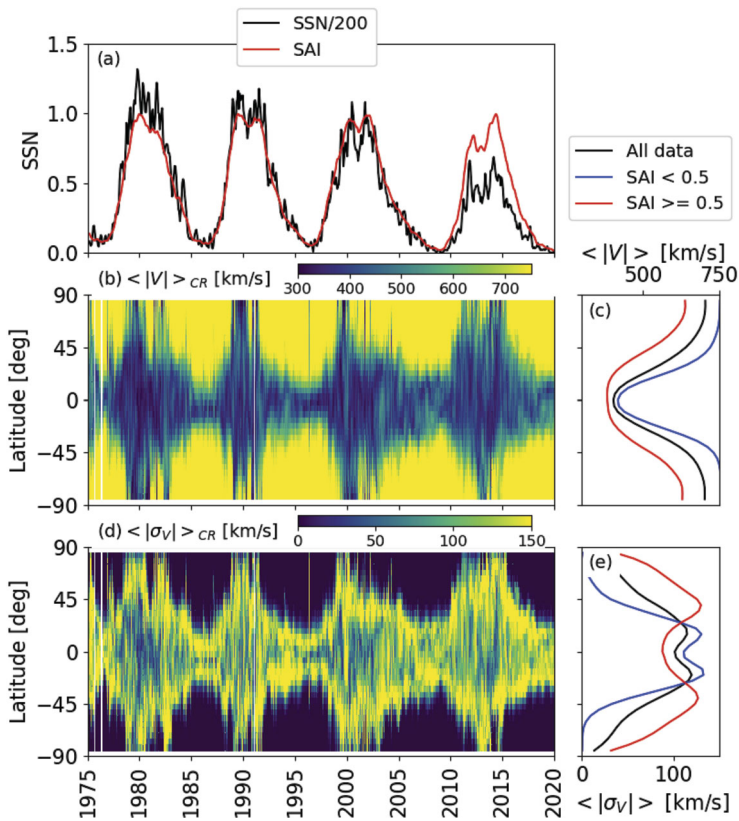 SSN/200
SAI
(a)
1.5
1.0
0.5
0.0
SSN
All data
SAI < 0.5
SAI >= 0.5
< |V| > [km/s]
500 750
(b) < |V| >CR [km/s]
300 400 500 600 700
90
45
0
−45
−90
Latitude [deg]
(c)
(d) < |σV| >CR [km/s]
0 50 100 150
90
45
0
−45
−90
Latitude [deg]
(e)
1975 1980 1985 1990 1995 2000 2005 2010 2015 2020
0 100
< |σV| > [km/s]